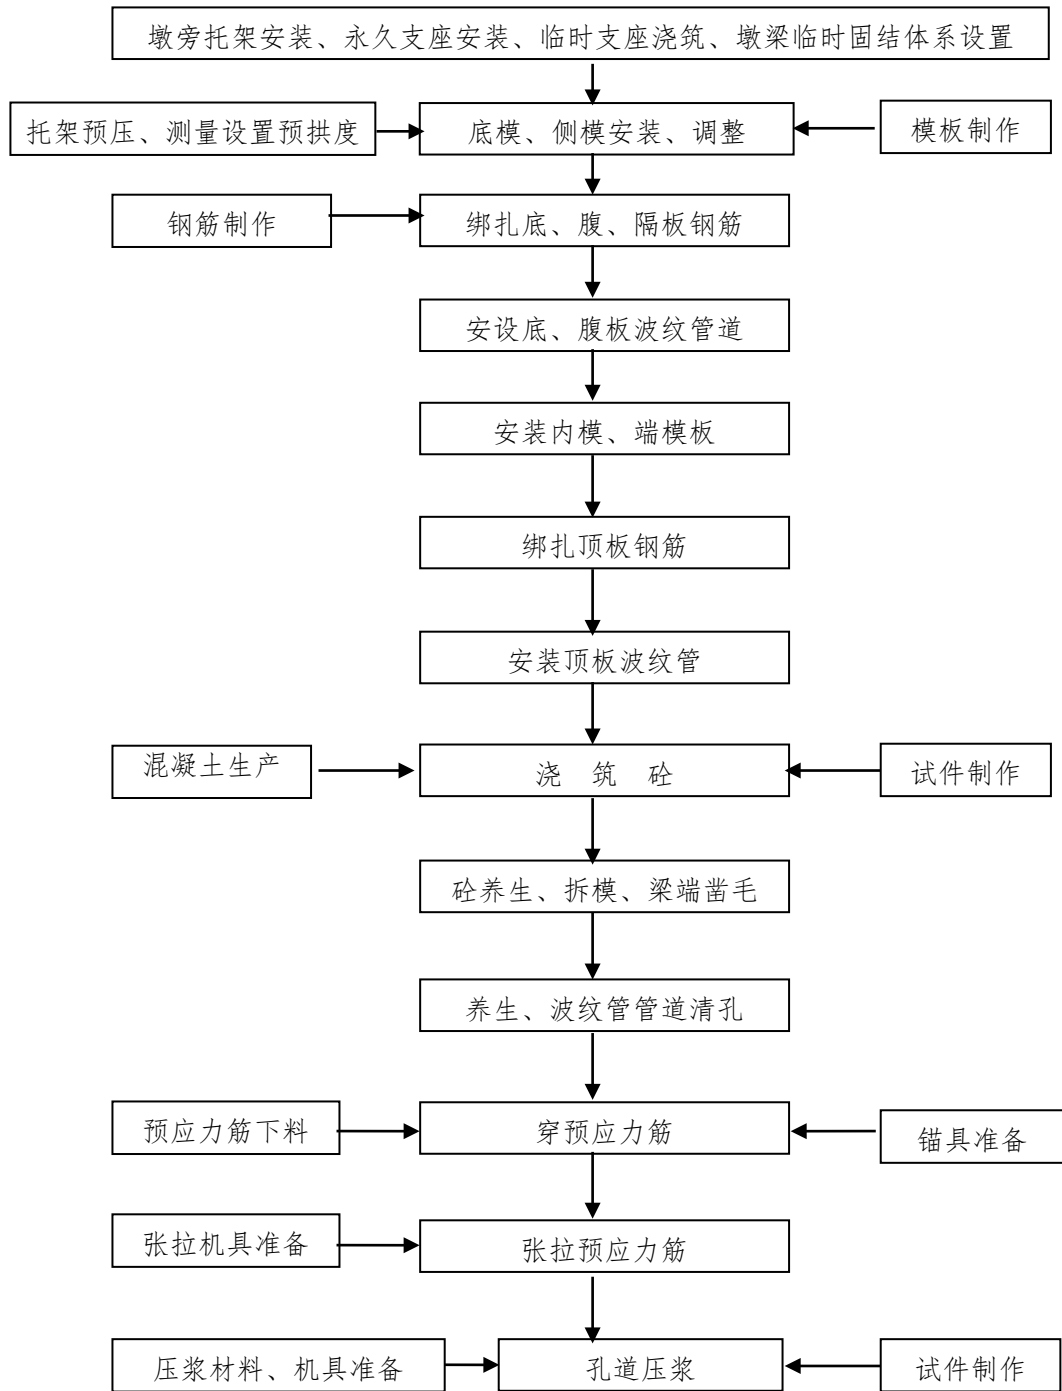 墩旁托架安装、永久支座安装、临时支座浇筑、墩梁临时固结体系设置
托架预压、测量设置预拱度
底模、侧模安装、调整
模板制作
钢筋制作
绑扎底、腹、隔板钢筋
安设底、腹板波纹管道
安装内模、端模板
绑扎顶板钢筋
安装顶板波纹管
混凝土生产
浇 筑 砼
试件制作
砼养生、拆模、梁端凿毛
养生、波纹管管道清孔
预应力筋下料
穿预应力筋
锚具准备
张拉机具准备
张拉预应力筋
压浆材料、机具准备
孔道压浆
试件制作